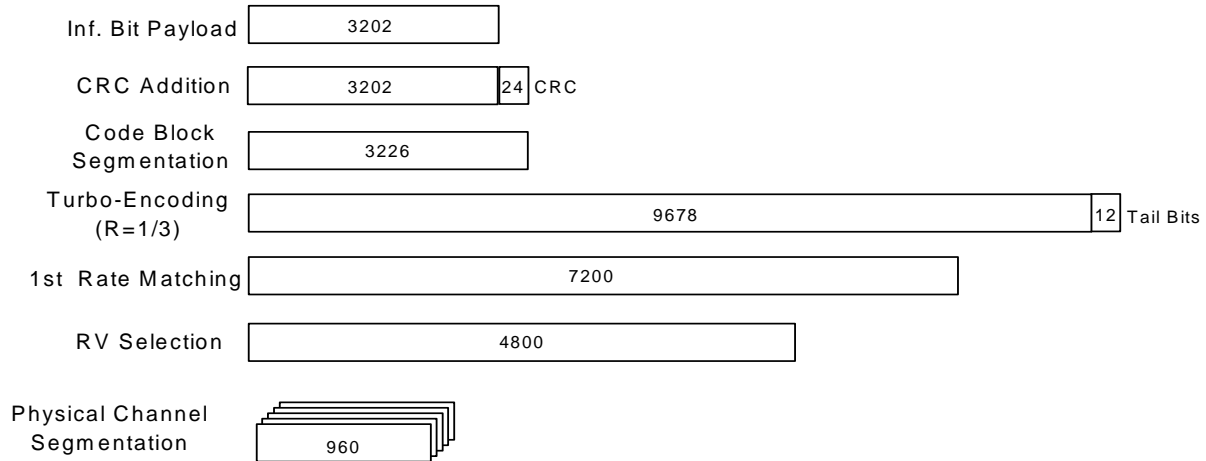 Inf. Bit Payload
3202
CRC Addition
3202
24
CRC
Code Block
Segmentation
3226
Turbo-Encoding
(R=1/3)
9678
12
Tail Bits
1st Rate Matching
7200
RV Selection
4800
Physical Channel
Segmentation
960